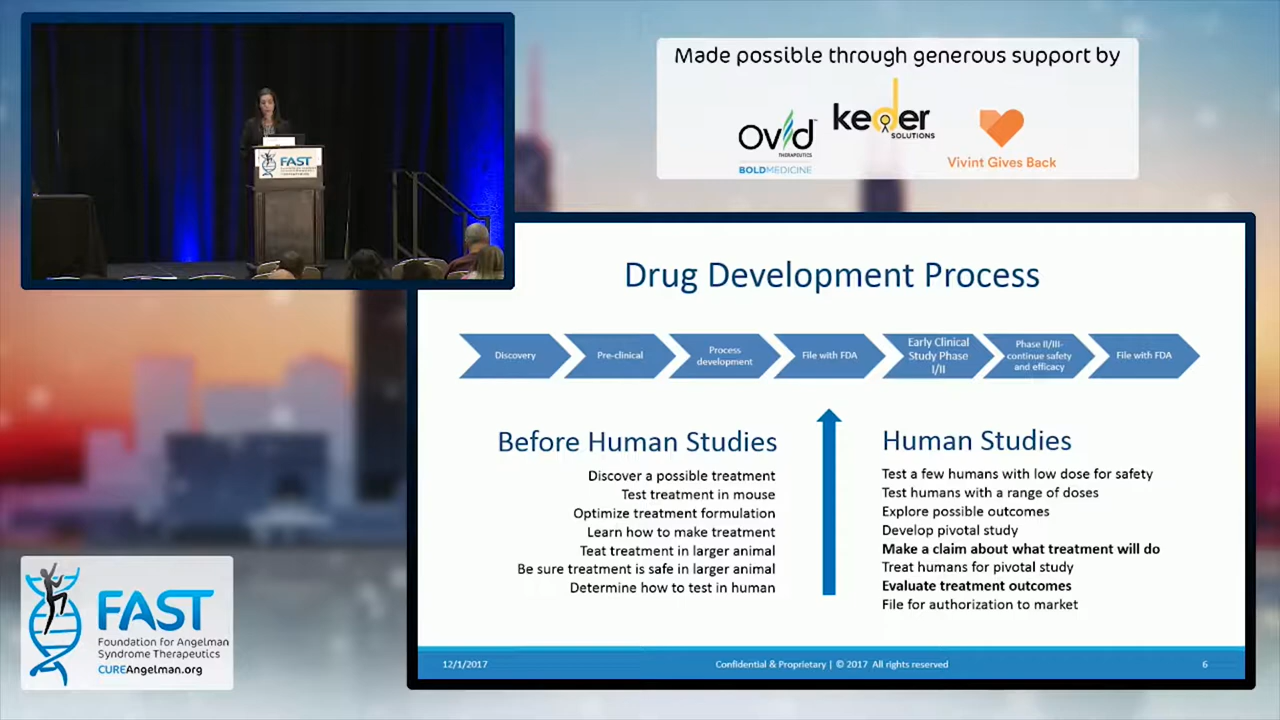 Made possible through generous support by
ovid
THERAPEUTICS
BOLDMEDICINE
keder
SOLUTIONS
Vivint Gives Back
FAST
Drug Development Process
Discovery
Pre-clinical
Process
development
File with FDA
Early Clinical
Study Phase
I/II
Phase II/III-
continue safety
and efficacy
File with FDA
Before Human Studies
Discover a possible treatment
Test treatment in mouse
Optimize treatment formulation
Learn how to make treatment
Teat treatment in larger animal
Be sure treatment is safe in larger animal
Determine how to test in human
Human Studies
Test a few humans with low dose for safety
Test humans with a range of doses
Explore possible outcomes
Develop pivotal study
Make a claim about what treatment will do
Treat humans for pivotal study
Evaluate treatment outcomes
File for authorization to market
12/1/2017
Confidential & Proprietary | © 2017 All rights reserved
6
FAST
Foundation for Angelman
Syndrome Therapeutics
CUREAngelman.org